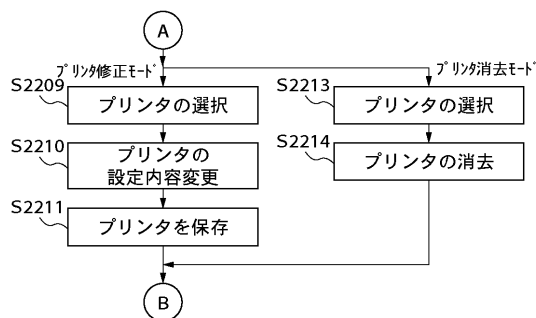 A
ﾌﾟﾘﾝﾀ修正ﾓｰﾄﾞ
ﾌﾟﾘﾝﾀ消去ﾓｰﾄﾞ
S2209
プリンタの選択
S2213
プリンタの選択
S2210
プリンタの
設定内容変更
S2214
プリンタの消去
S2211
プリンタを保存
B